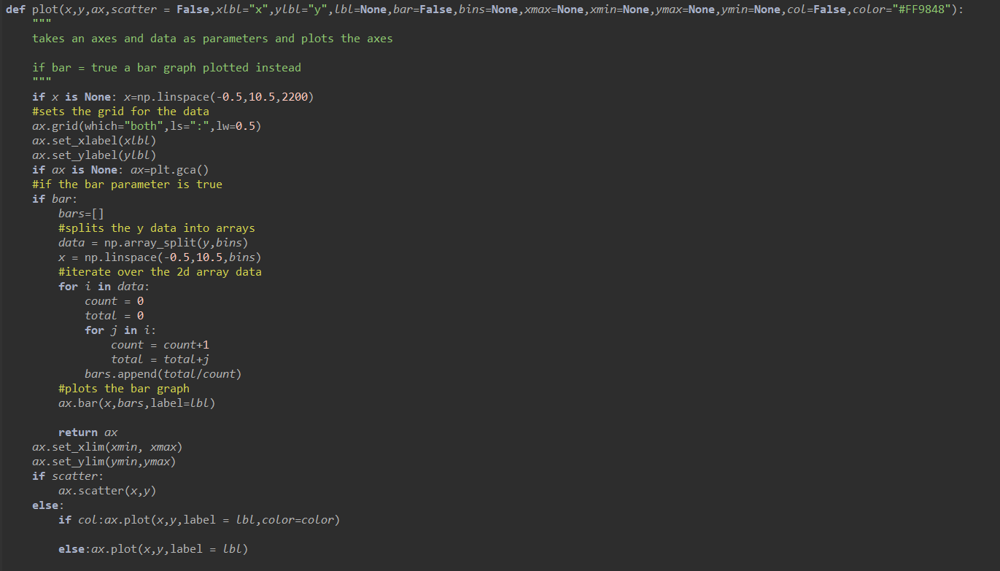 def plot(x,y,ax,scatter = False,xlbl="x",ylbl="y",lbl=None,bar=False,bins=None,xmax=None,xmin=None,ymax=None,ymin=None,col=False,color="#FF9848"):
    """
    takes an axes and data as parameters and plots the axes

    if bar = true a bar graph plotted instead
    """
    if x is None: x=np.linspace(-0.5,10.5,2200)
    #sets the grid for the data
    ax.grid(which="both",ls=":",lw=0.5)
    ax.set_xlabel(xlbl)
    ax.set_ylabel(ylbl)
    if ax is None: ax=plt.gca()
    #if the bar parameter is true
    if bar:
        bars=[]
        #splits the y data into arrays
        data = np.array_split(y,bins)
        x = np.linspace(-0.5,10.5,bins)
        #iterate over the 2d array data
        for i in data:
            count = 0
            total = 0
            for j in i:
                count = count+1
                total = total+j
            bars.append(total/count)
        #plots the bar graph
        ax.bar(x,bars,label=lbl)

        return ax
    ax.set_xlim(xmin, xmax)
    ax.set_ylim(ymin,ymax)
    if scatter:
        ax.scatter(x,y)
    else:
        if col:ax.plot(x,y,label = lbl,color=color)

        else:ax.plot(x,y,label = lbl)